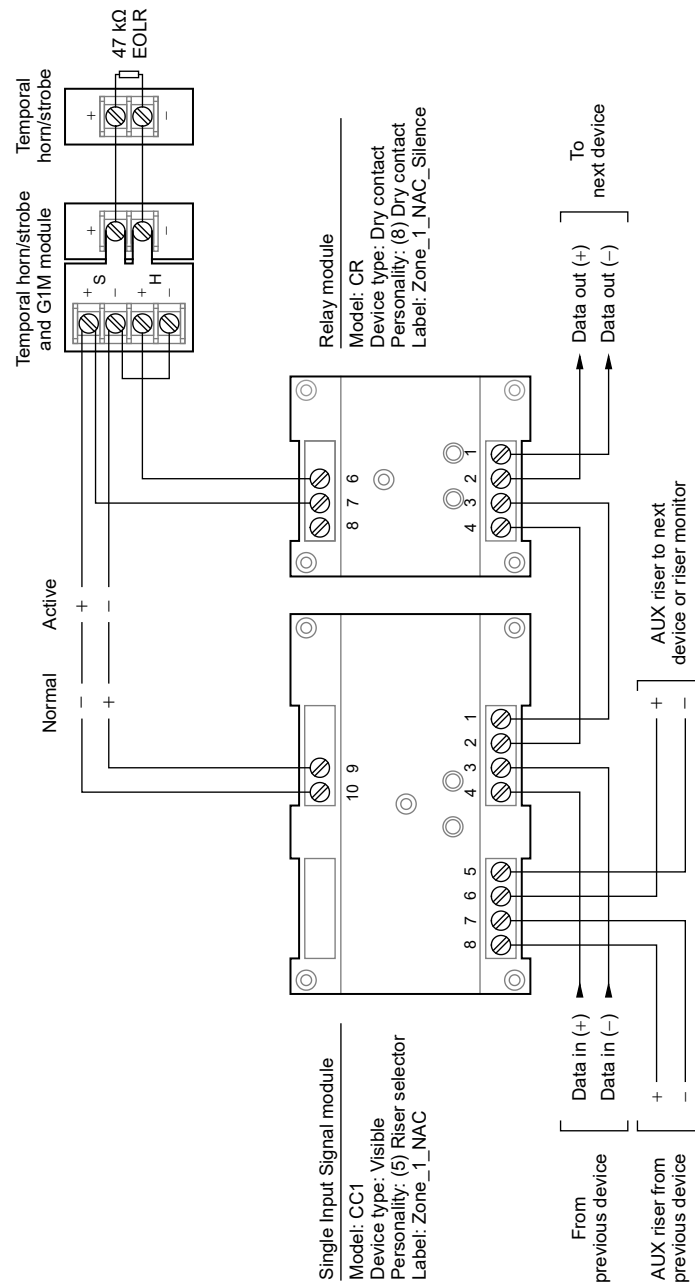 Temporal
horn/strobe
and G1M module
Temporal
horn/strobe
47 kΩ
EOLR
+
S
−
+
H
−
+
−
+
−
Normal
Active
−
+
+
−
Single Input Signal module
Model: CC1
Device type: Visible
Personality: (5) Riser selector
Label: Zone_1_NAC
10 9
8 7 6 5
4 3 2 1
Relay module
Model: CR
Device type: Dry contact
Personality: (8) Dry contact
Label: Zone_1_NAC_Silence
8 7 6
4 3 2 1
From
previous device
Data in (+)
Data in (−)
Data out (+)
Data out (−)
To
next device
AUX riser from
previous device
+
−
+
−
AUX riser to next
device or riser monitor